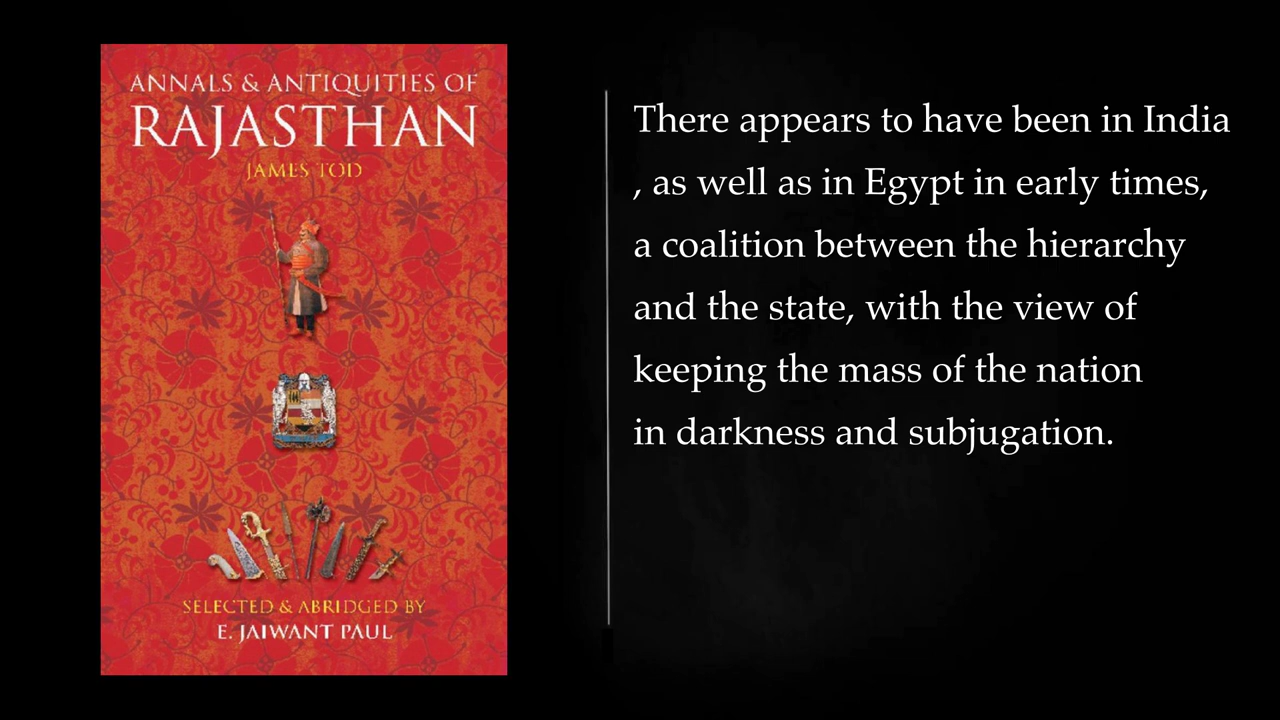 ANNALS & ANTIQUITIES OF
RAJASTHAN
JAMES TOD
SELECTED & ABRIDGED BY
E. JAIWANT PAUL
There appears to have been in India
, as well as in Egypt in early times,
a coalition between the hierarchy
and the state, with the view of
keeping the mass of the nation
in darkness and subjugation.